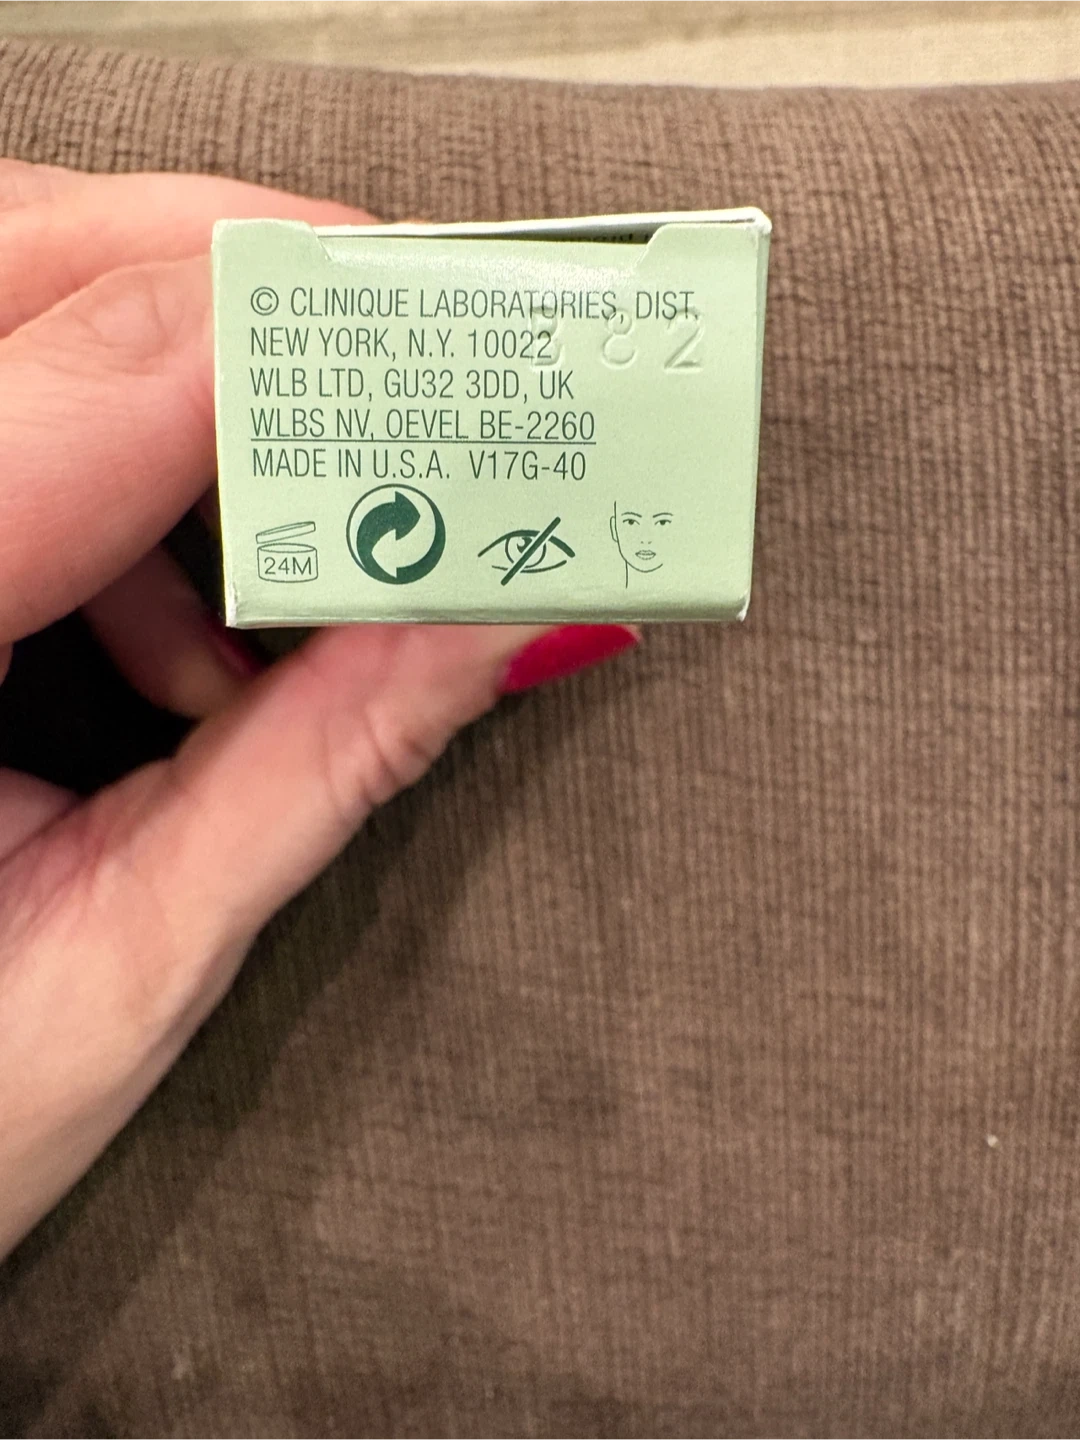 © CLINIQUE LABORATORIES, DIST.
NEW YORK, N.Y. 10022
WLB LTD, GU32 3DD, UK
WLBS NV, OEVEL BE-2260
MADE IN U.S.A. V17G-40
24M